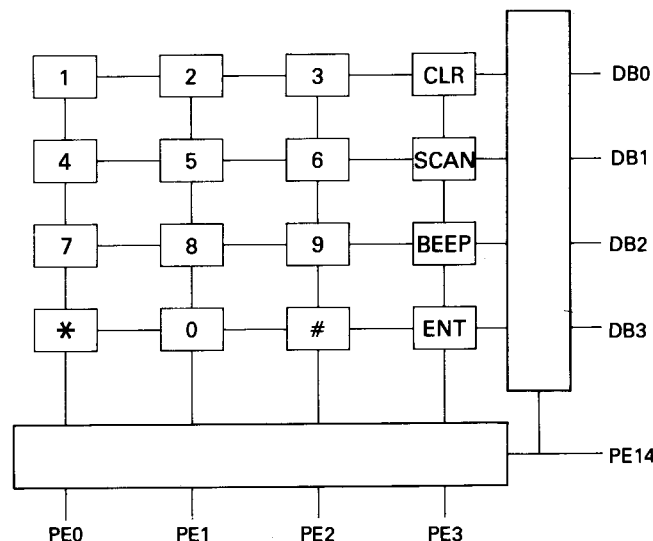 1 2 3 CLR DB0
4 5 6 SCAN DB1
7 8 9 BEEP DB2
* 0 # ENT DB3
PE14
PE0 PE1 PE2 PE3